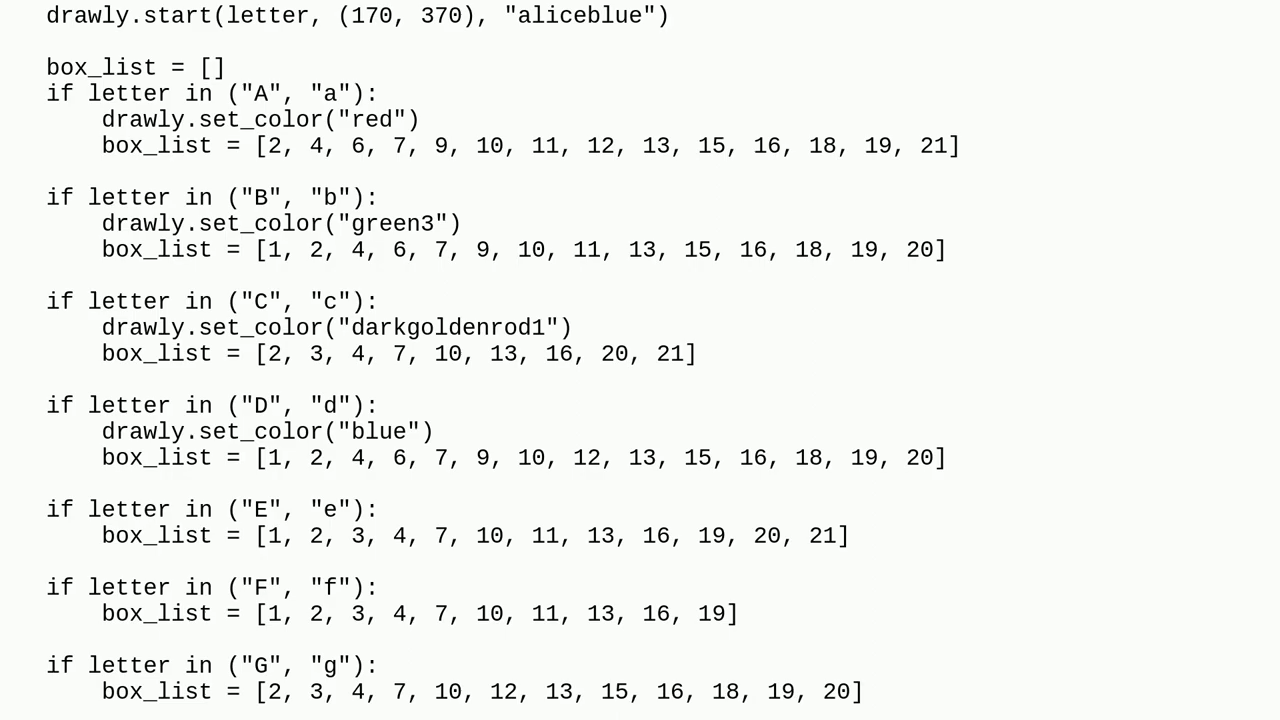 drawly.start(letter, (170, 370), "aliceblue")

box_list = []
if letter in ("A", "a"):
    drawly.set_color("red")
    box_list = [2, 4, 6, 7, 9, 10, 11, 12, 13, 15, 16, 18, 19, 21]

if letter in ("B", "b"):
    drawly.set_color("green3")
    box_list = [1, 2, 4, 6, 7, 9, 10, 11, 13, 15, 16, 18, 19, 20]

if letter in ("C", "c"):
    drawly.set_color("darkgoldenrod1")
    box_list = [2, 3, 4, 7, 10, 13, 16, 20, 21]

if letter in ("D", "d"):
    drawly.set_color("blue")
    box_list = [1, 2, 4, 6, 7, 9, 10, 12, 13, 15, 16, 18, 19, 20]

if letter in ("E", "e"):
    box_list = [1, 2, 3, 4, 7, 10, 11, 13, 16, 19, 20, 21]

if letter in ("F", "f"):
    box_list = [1, 2, 3, 4, 7, 10, 11, 13, 16, 19]

if letter in ("G", "g"):
    box_list = [2, 3, 4, 7, 10, 12, 13, 15, 16, 18, 19, 20]